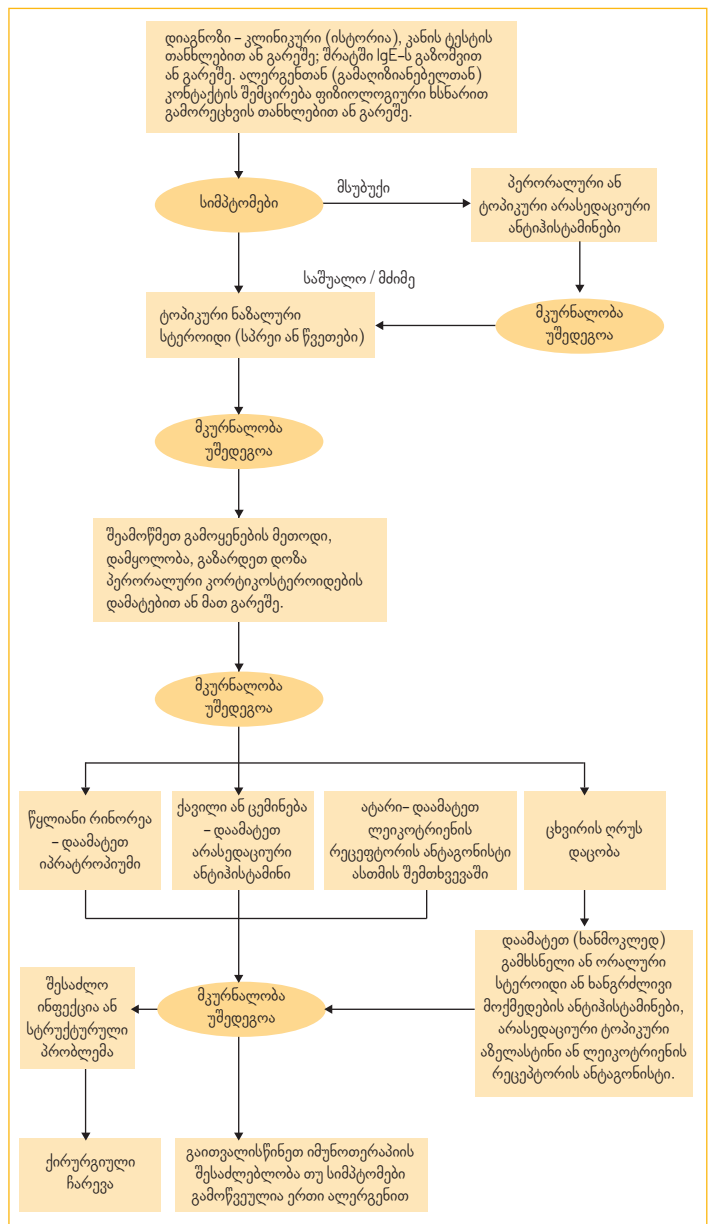 დიაგნოზი – კლინიკური (ისტორია), კანის ტესტის
თანხლებით ან გარეშე; შრატში IgE–ს გაზომვით
ან გარეშე. ალერგენთან (გამაღიზიანებელთან)
კონტაქტის შემცირება ფიზიოლოგიური ხსნარით
გამორეცხვის თანხლებით ან გარეშე.
სიმპტომები
მსუბუქი
პერორალური ან
ტოპიკური არასედაციური
ანტიჰისტამინები
საშუალო / მძიმე
ტოპიკური ნაზალური
სტეროიდი (სპრეი ან წვეთები)
მკურნალობა
უშედეგოა
მკურნალობა
უშედეგოა
შეამოწმეთ გამოყენების მეთოდი,
დამყოლობა, გაზარდეთ დოზა
პერორალური კორტიკოსტეროიდების
დამატებით ან მათ გარეშე.
მკურნალობა
უშედეგოა
წყლიანი რინორეა
– დაამატეთ
იპრატროპიუმი
ქავილი ან ცემინება
– დაამატეთ
არასედაციური
ანტიჰისტამინი
ატარი– დაამატეთ
ლეიკოტრიენის
რეცეფტორის ანტაგონისტი
ასთმის შემთხვევაში
ცხვირის ღრუს
დაცობა
დაამატეთ (ხანმოკლედ)
გამხსნელი ან ორალური
სტეროიდი ან ხანგრძლივი
მოქმედების ანტიჰისტამინები,
არასედაციური ტოპიკური
აზელასტინი ან ლეიკოტრიენის
რეცეპტორის ანტაგონისტი.
შესაძლო
ინფექცია ან
სტრუქტურული
პრობლემა
მკურნალობა
უშედეგოა
ქირურგიული
ჩარევა
გაითვალისწინეთ იმუნოთერაპიის
შესაძლებლობა თუ სიმპტომები
გამოწვეულია ერთი ალერგენით